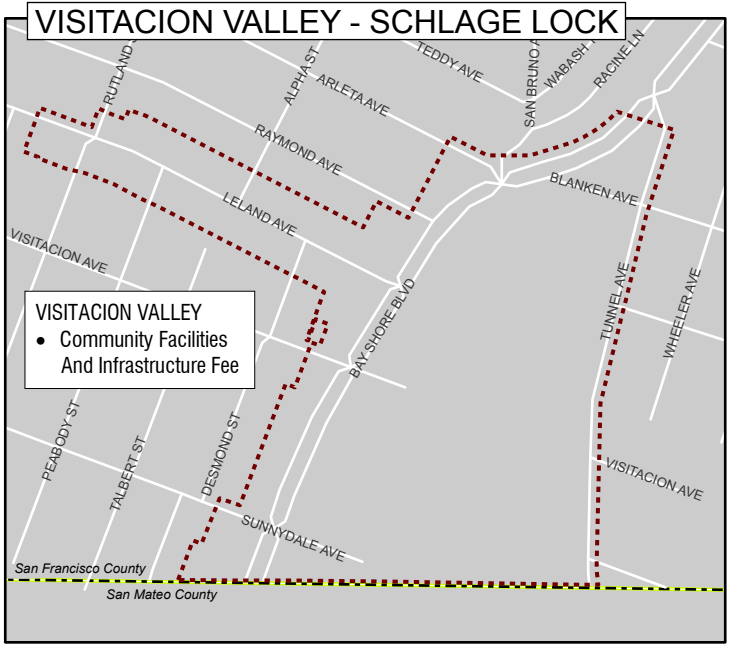 VISITACION VALLEY - SCHLAGE LOCK
RUTLAND
ALPHA ST
TEDDY AVE
SAN BRUNO A
WABASH
RACINE LN
ARLETA AVE
RAYMOND AVE
BLANKEN AVE
LELAND AVE
VISITACION AVE
VISITACION VALLEY
• Community Facilities
And Infrastructure Fee
BAY SHORE BLVD
TUNNEL AVE
WHEELER AVE
PEABODY ST
TALBERT ST
DESMOND ST
VISITACION AVE
SUNNYDALE AVE
San Francisco County
San Mateo County